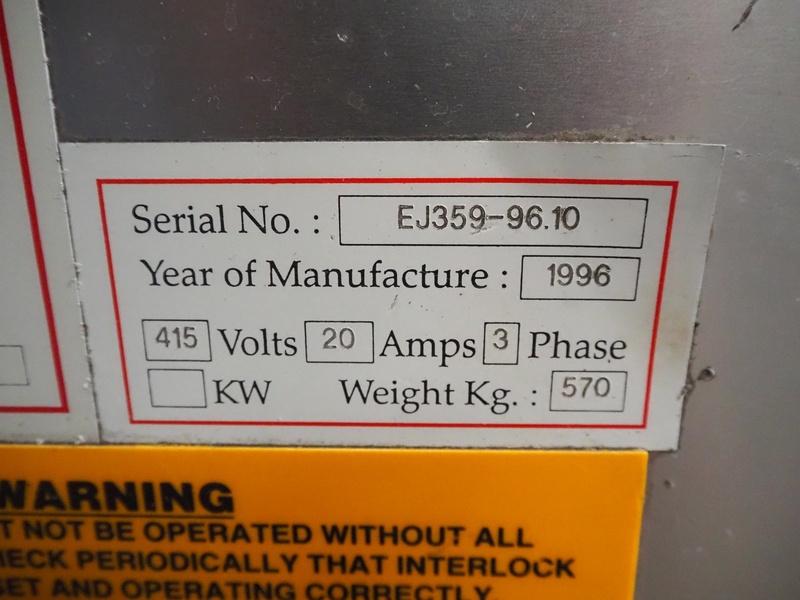 Serial No. : EJ359-96.10
Year of Manufacture : 1996
415 Volts 20 Amps 3 Phase
KW Weight Kg. : 570
WARNING
NOT BE OPERATED WITHOUT ALL
PERIODICALLY THAT INTERLOCK
AND OPERATING CORRECTLY.